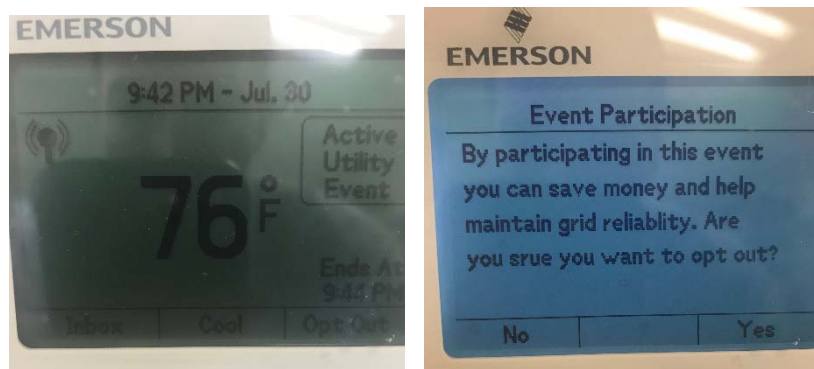 EMERSON
9:42 PM - Jul. 30
Active
Utility
Event
76°F
Ends At
9:44 PM
Inbox Cool Opt Out
EMERSON
Event Participation
By participating in this event
you can save money and help
maintain grid reliablity. Are
you srue you want to opt out?
No Yes